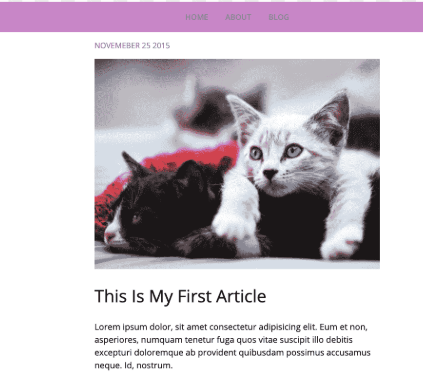 HOME ABOUT BLOG
NOVEMEBER 25 2015
This Is My First Article
Lorem ipsum dolor, sit amet consectetur adipisicing elit. Eum et non,
asperiores, numquam tenetur fuga quos vitae suscipit illo debitis
excepturi doloremque ab provident quibusdam possimus accusamus
neque. Id, nostrum.